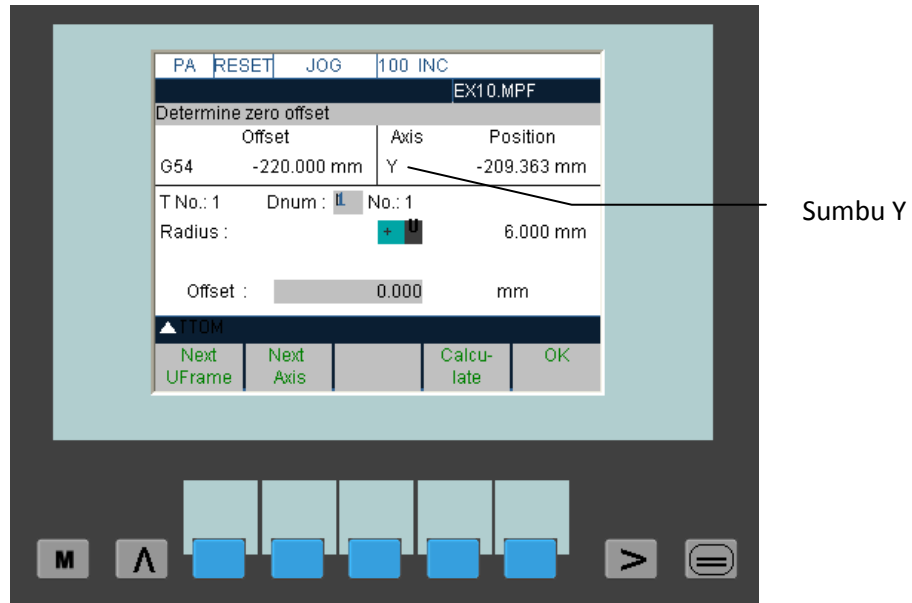 PA RESET JOG 100 INC
EX10.MPF
Determine zero offset
Offset Axis Position
G54 -220.000 mm Y -209.363 mm
Sumbu Y
T No.: 1 Dnum : No.: 1
Radius : + U 6.000 mm
Offset : 0.000 mm
TTOM
Next UFrame Next Axis Calcu- late OK
M Λ >